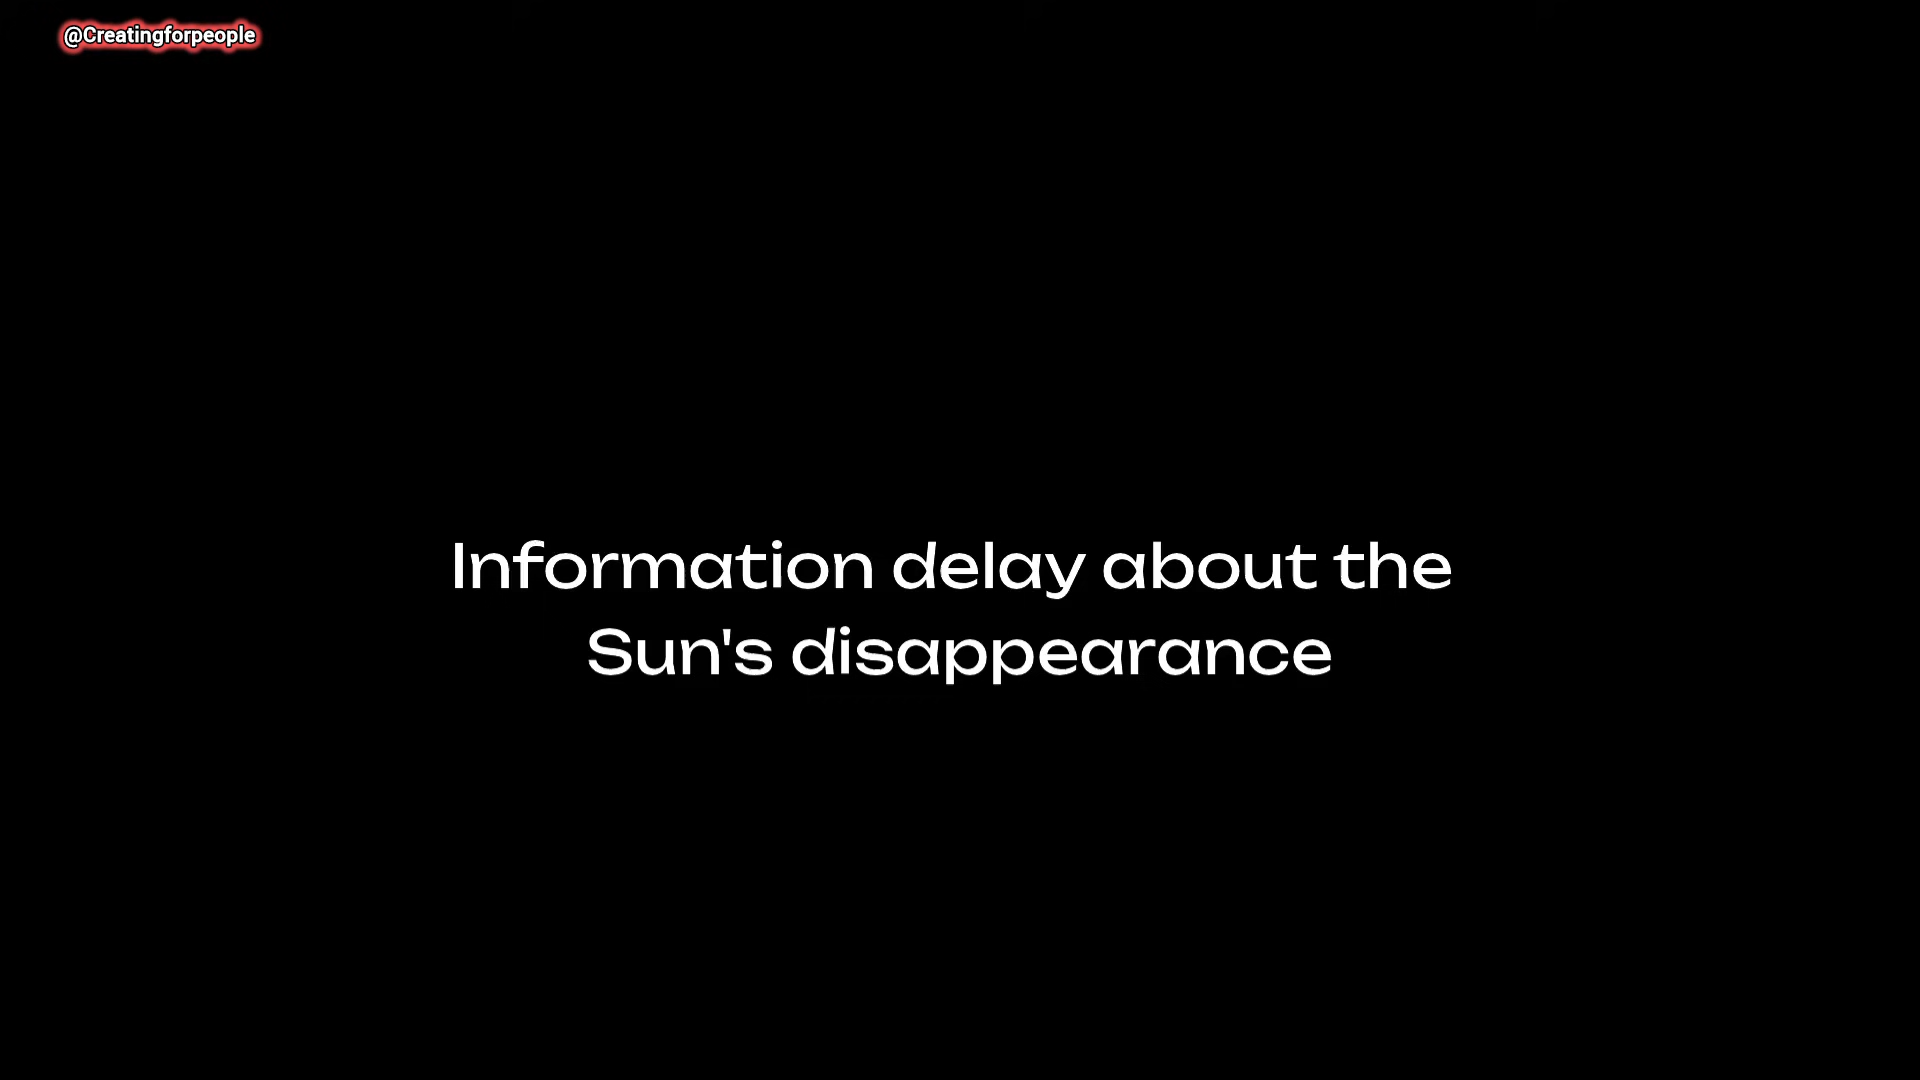 @Creatingforpeople
Information delay about the
Sun's disappearance